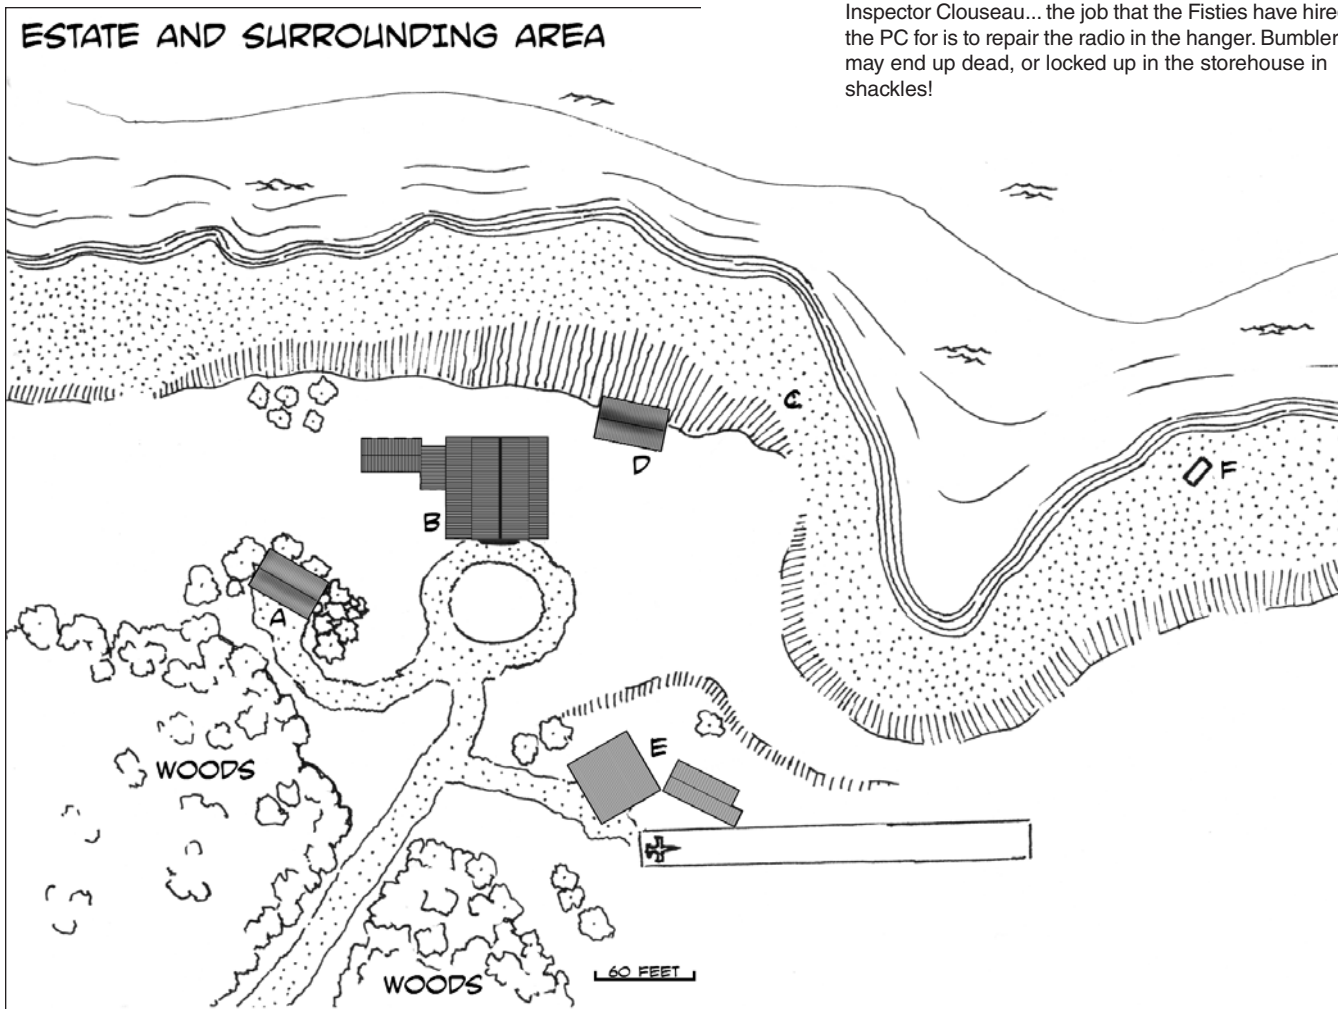 ESTATE AND SURROUNDING AREA
Inspector Clouseau... the job that the Fisties have hire
the PC for is to repair the radio in the hanger. Bumbler
may end up dead, or locked up in the storehouse in
shackles!
C
D
F
B
A
E
WOODS
60 FEET
WOODS